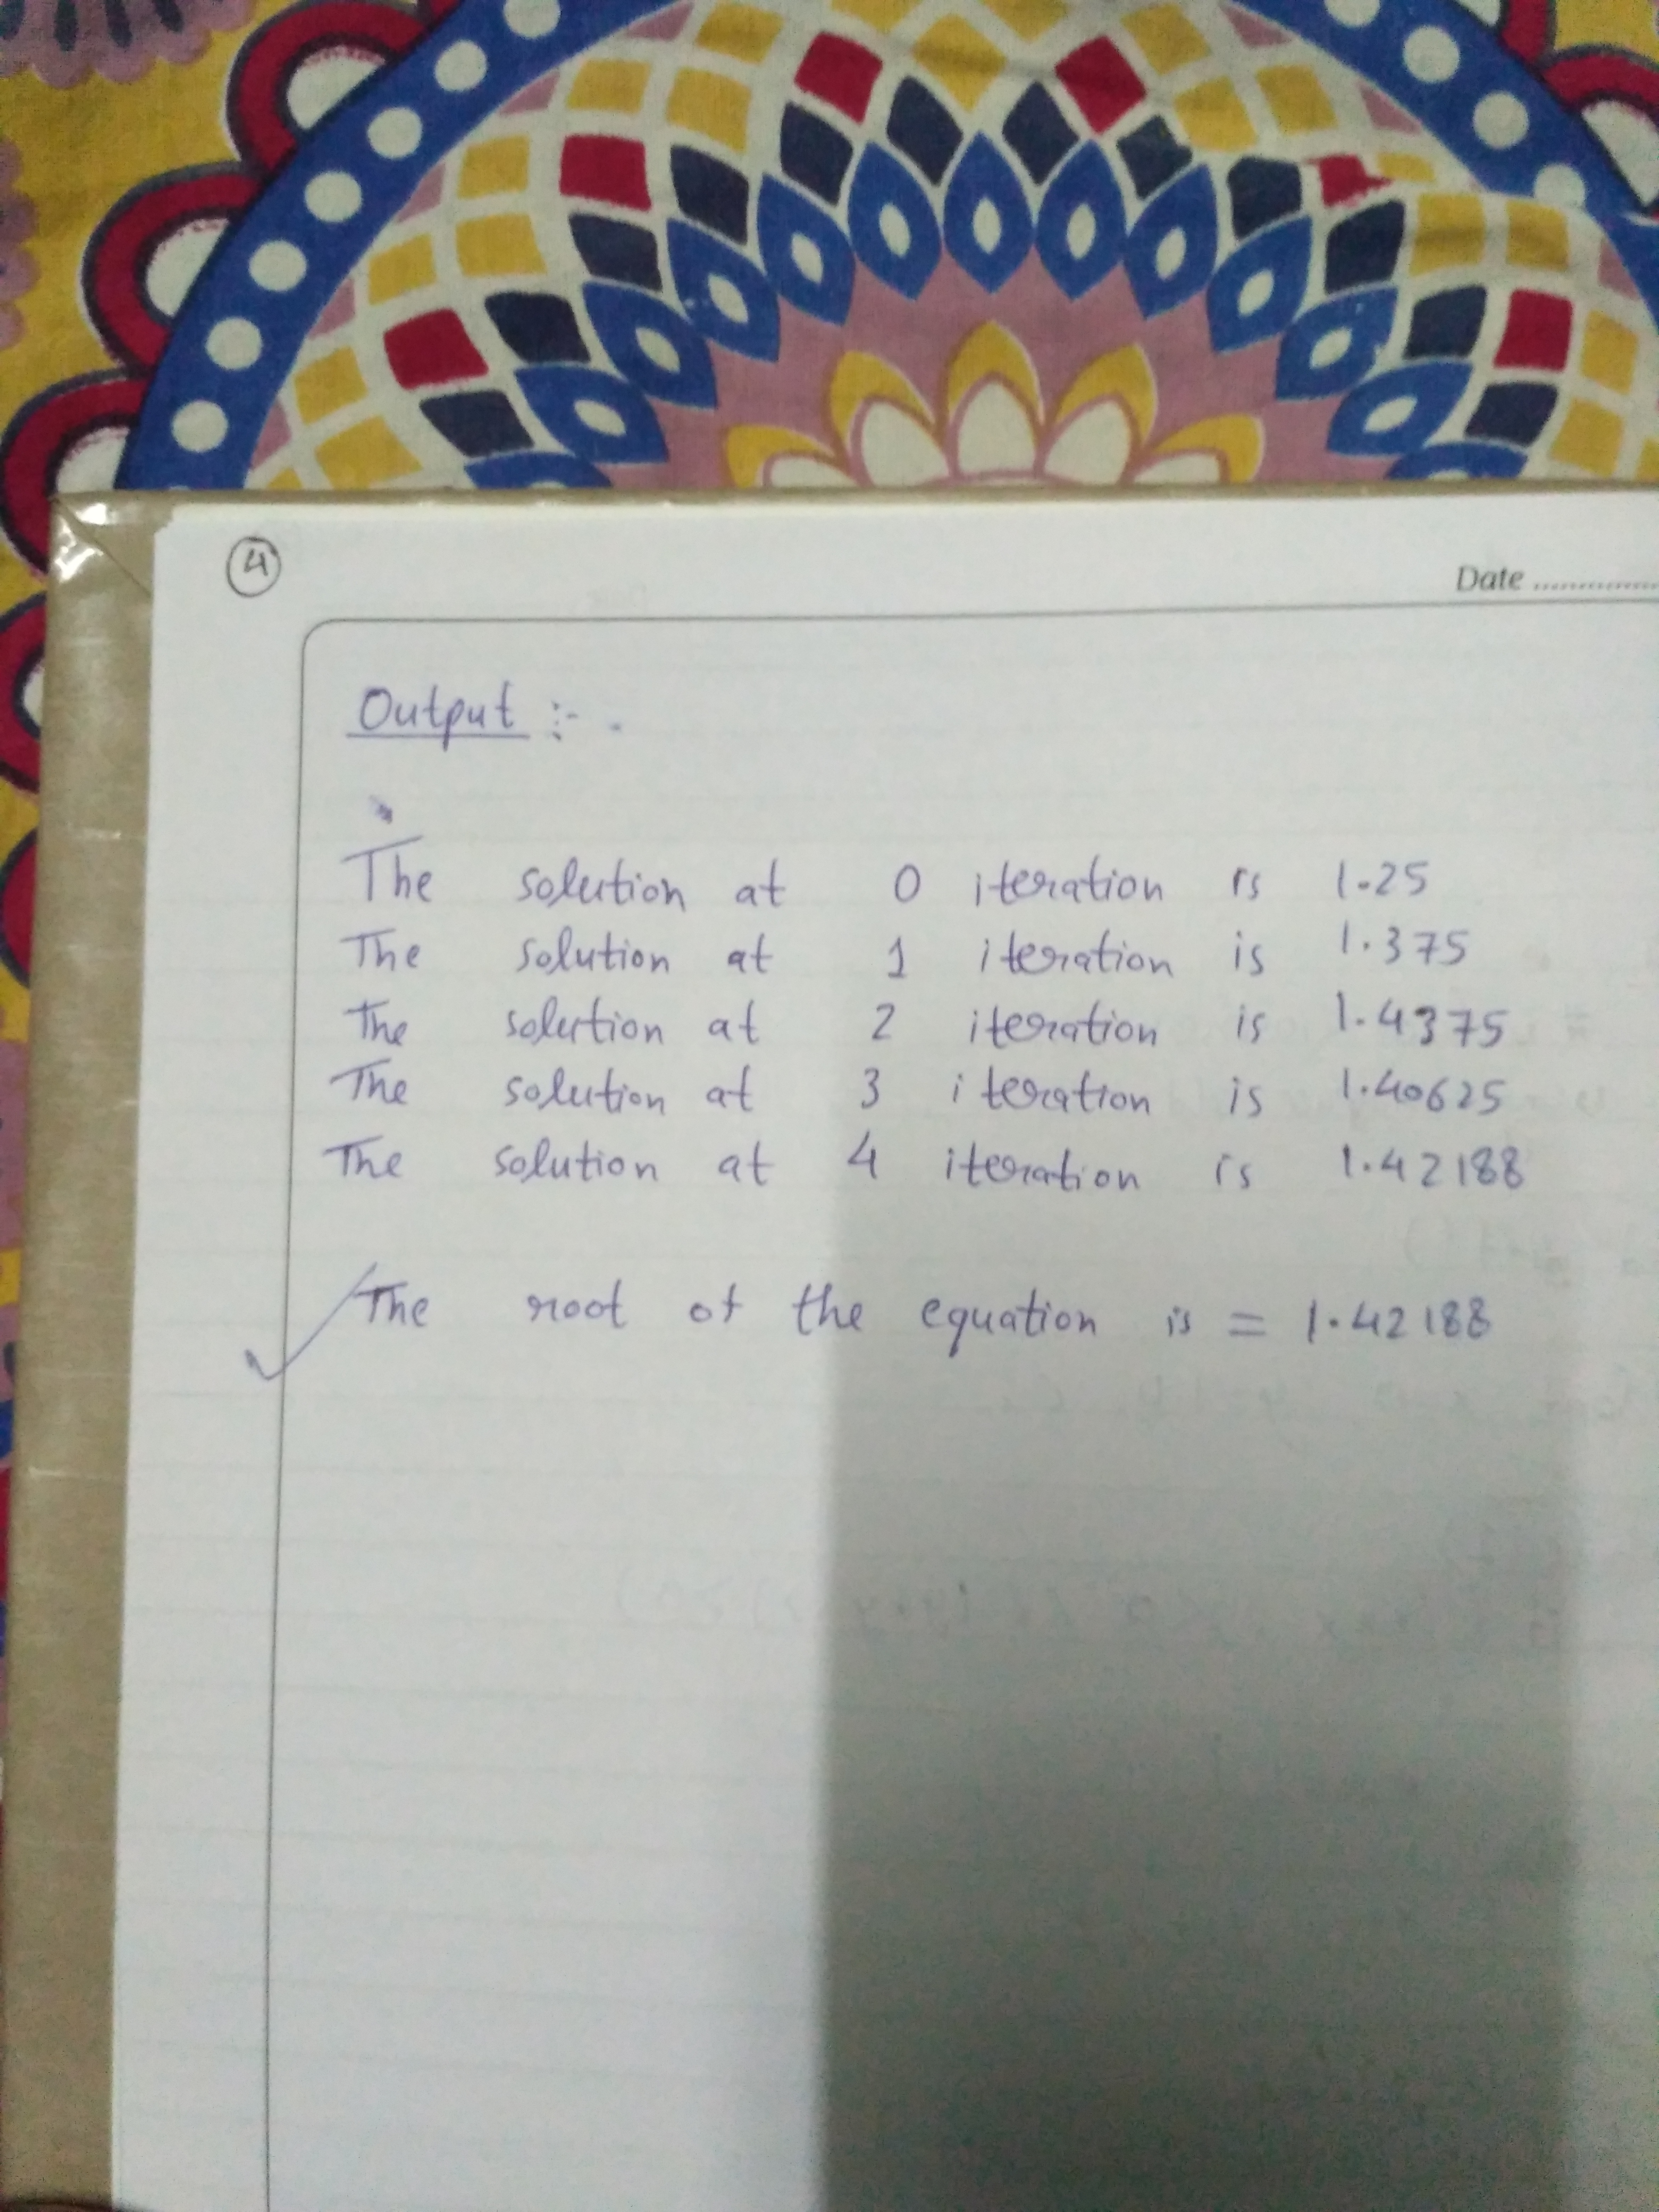 4
Date ..............
Output :-
The solution at 0 iteration is 1.25
The solution at 1 iteration is 1.375
The solution at 2 iteration is 1.4375
The solution at 3 iteration is 1.40625
The solution at 4 iteration is 1.42188
The root of the equation is = 1.42188